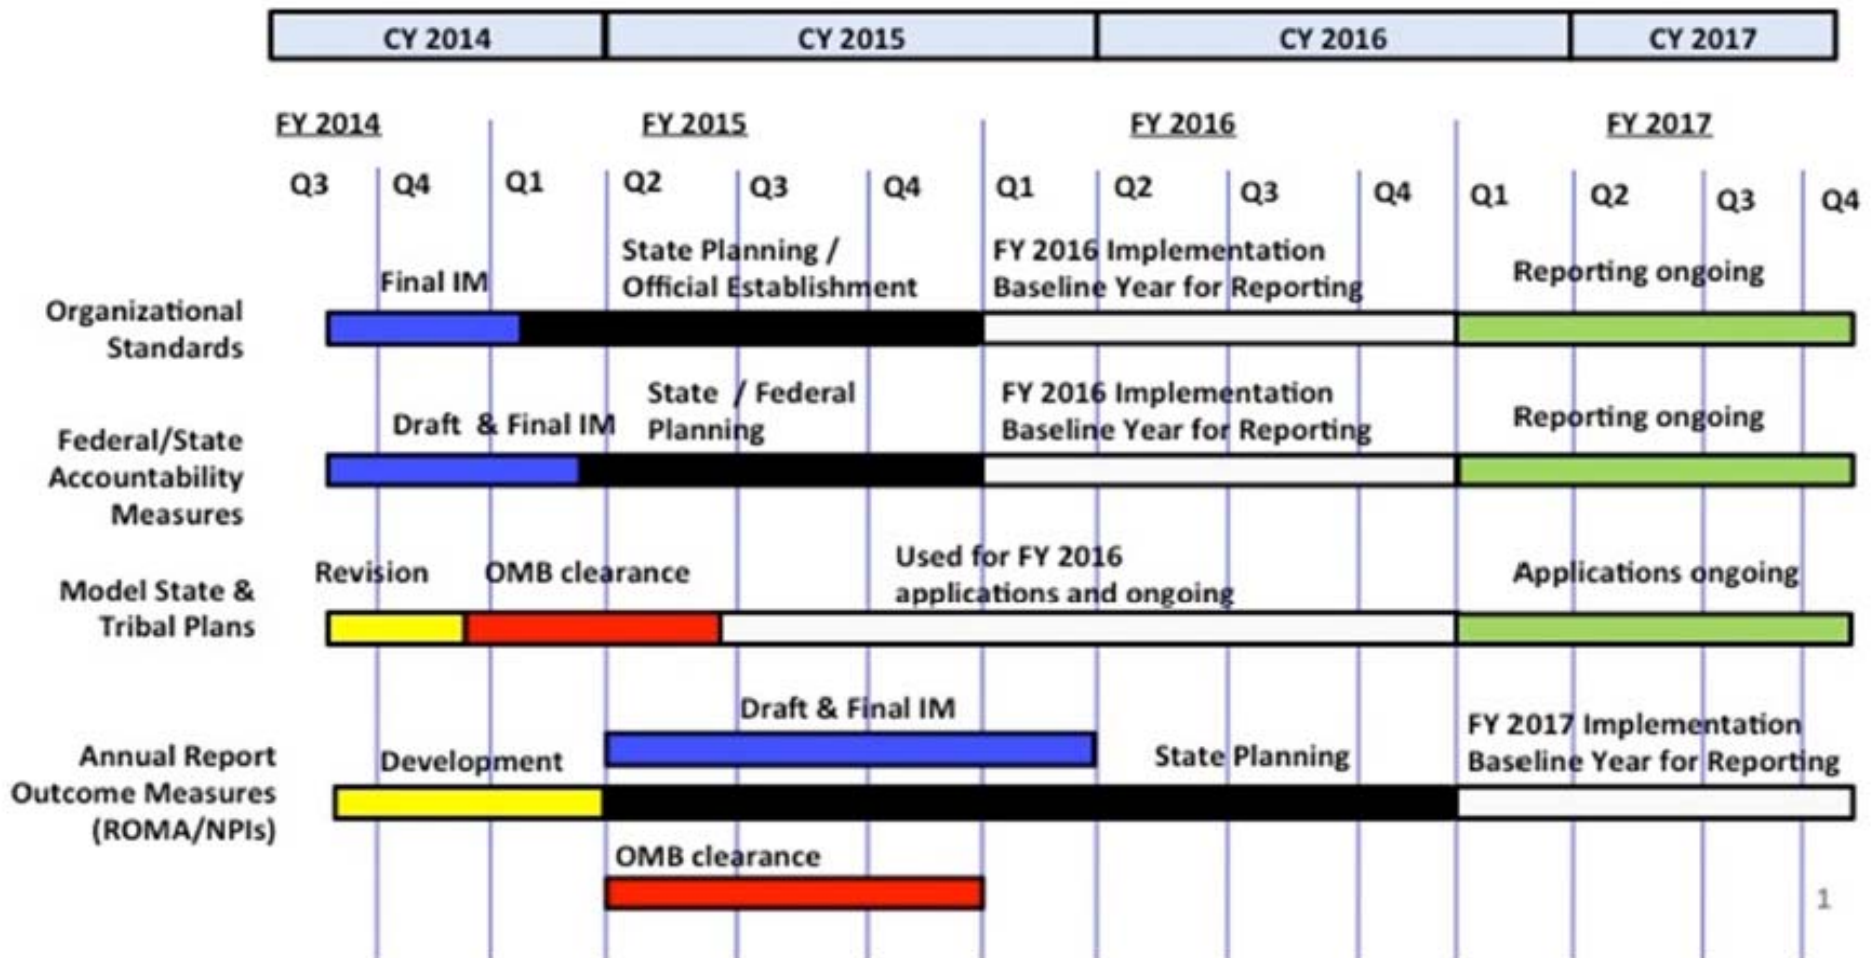 CY 2014 CY 2015 CY 2016 CY 2017
FY 2014 FY 2015 FY 2016 FY 2017
Q3 Q4 Q1 Q2 Q3 Q4 Q1 Q2 Q3 Q4 Q1 Q2 Q3 Q4
Organizational
Standards
Final IM
State Planning /
Official Establishment
FY 2016 Implementation
Baseline Year for Reporting
Reporting ongoing
Federal/State
Accountability
Measures
Draft & Final IM
State / Federal
Planning
FY 2016 Implementation
Baseline Year for Reporting
Reporting ongoing
Model State &
Tribal Plans
Revision
OMB clearance
Used for FY 2016
applications and ongoing
Applications ongoing
Annual Report
Outcome Measures
(ROMA/NPIs)
Development
Draft & Final IM
State Planning
FY 2017 Implementation
Baseline Year for Reporting
OMB clearance
1